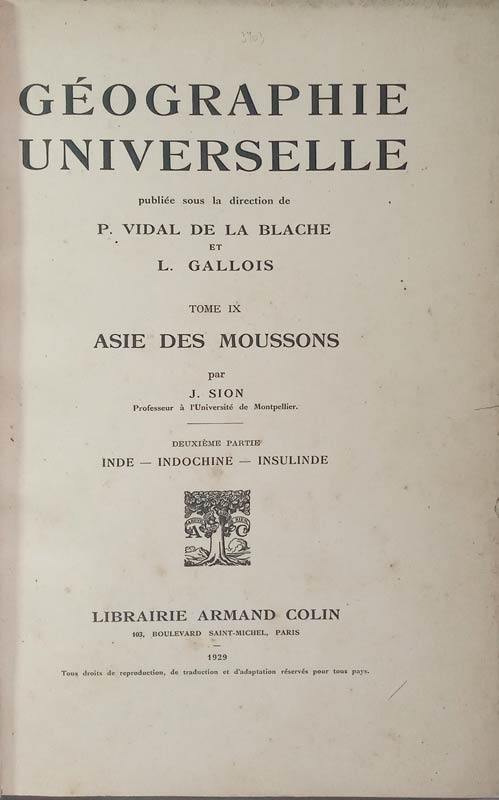 GÉOGRAPHIE
UNIVERSELLE
publiée sous la direction de
P. VIDAL DE LA BLACHE
ET
L. GALLOIS
TOME IX
ASIE DES MOUSSONS
par
J. SION
Professeur à l'Université de Montpellier.
DEUXIÈME PARTIE
INDE — INDOCHINE — INSULINDE
A C
LIBRAIRIE ARMAND COLIN
103, BOULEVARD SAINT-MICHEL, PARIS
1929
Tous droits de reproduction, de traduction et d'adaptation réservés pour tous pays.